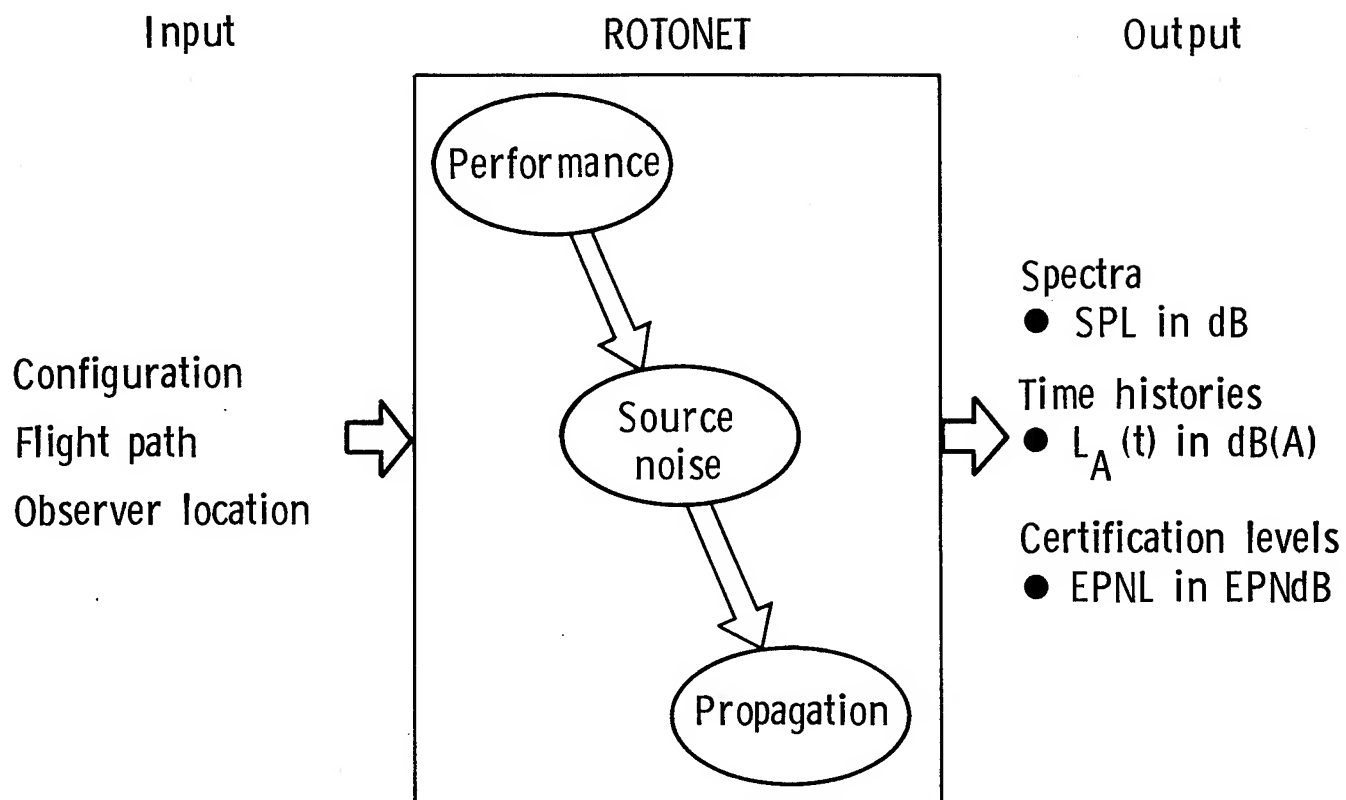 Input
ROTONET
Output
Performance
Source
noise
Propagation
Configuration
Flight path
Observer location
Spectra
● SPL in dB
Time histories
● L_A (t) in dB(A)
Certification levels
● EPNL in EPNdB